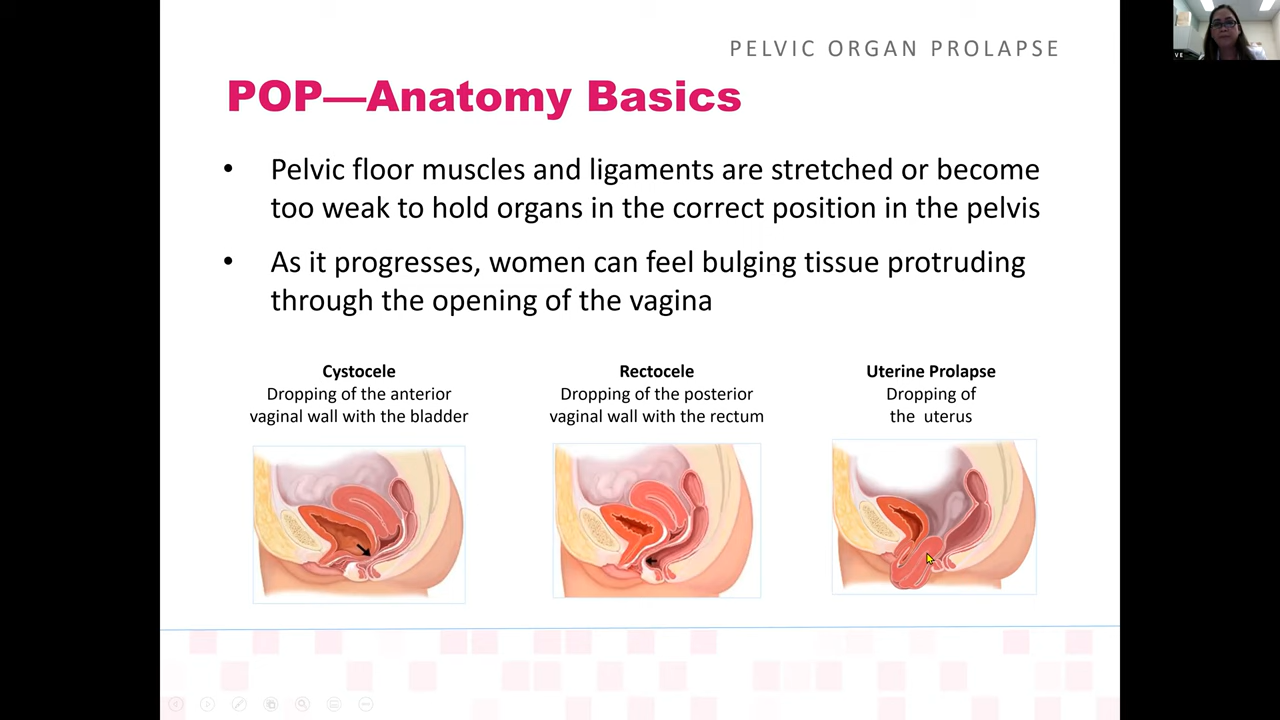 PELVIC ORGAN PROLAPSE
POP—Anatomy Basics
• Pelvic floor muscles and ligaments are stretched or become
too weak to hold organs in the correct position in the pelvis
• As it progresses, women can feel bulging tissue protruding
through the opening of the vagina
Cystocele
Dropping of the anterior
vaginal wall with the bladder
Rectocele
Dropping of the posterior
vaginal wall with the rectum
Uterine Prolapse
Dropping of
the uterus